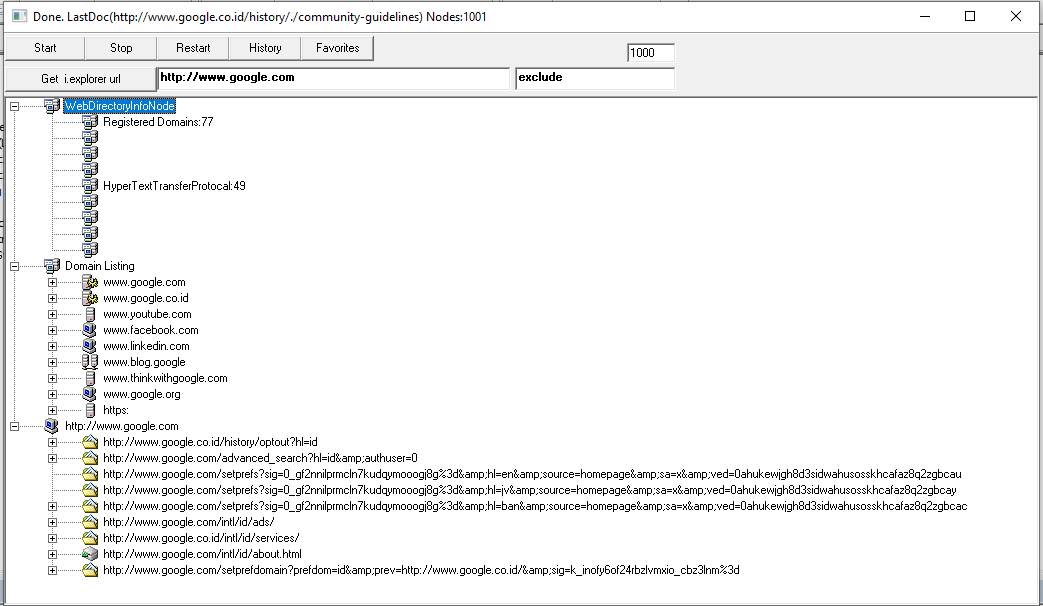 Done. LastDoc(http://www.google.co.id/history/./community-guidelines) Nodes:1001
Start Stop Restart History Favorites 1000
Get i.explorer url http://www.google.com exclude
WebDirectoryInfoNode
Registered Domains:77
HyperTextTransferProtocal:49
Domain Listing
www.google.com
www.google.co.id
www.youtube.com
www.facebook.com
www.linkedin.com
www.blog.google
www.thinkwithgoogle.com
www.google.org
https:
http://www.google.com
http://www.google.co.id/history/optout?hl=id
http://www.google.com/advanced_search?hl=id&amp;authuser=0
http://www.google.com/setprefs?sig=0_gf2nnilprmcln7kudqymooogj8g%3d&amp;hl=en&amp;source=homepage&amp;sa=x&amp;ved=0ahukewjgh8d3sidwahusosskhcafaz8q2zgbcau
http://www.google.com/setprefs?sig=0_gf2nnilprmcln7kudqymooogj8g%3d&amp;hl=jv&amp;source=homepage&amp;sa=x&amp;ved=0ahukewjgh8d3sidwahusosskhcafaz8q2zgbcay
http://www.google.com/setprefs?sig=0_gf2nnilprmcln7kudqymooogj8g%3d&amp;hl=ban&amp;source=homepage&amp;sa=x&amp;ved=0ahukewjgh8d3sidwahusosskhcafaz8q2zgbcac
http://www.google.com/intl/id/ads/
http://www.google.co.id/intl/id/services/
http://www.google.com/intl/id/about.html
http://www.google.com/setprefdomain?prefdom=id&amp;prev=http://www.google.co.id/&amp;sig=k_inofy6of24rbzlvmxio_cbz3lnm%3d